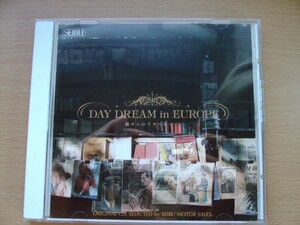 SEIBU
DAY DREAM in EUROPE
ORIGINAL CD SELECTED by SEIBU MOTOR SALES.